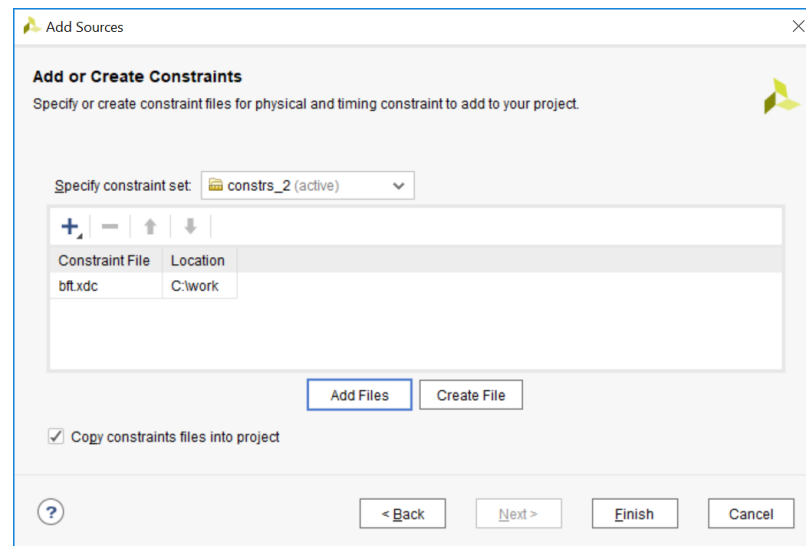 Add Sources
Add or Create Constraints
Specify or create constraint files for physical and timing constraint to add to your project.
Specify constraint set: constrs_2 (active)
Constraint File Location
bft.xdc C:\work
Add Files Create File
Copy constraints files into project
? < Back Next > Finish Cancel